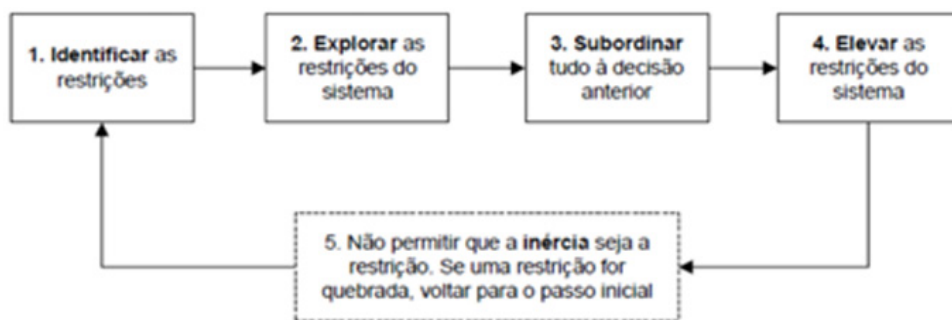 1. Identificar as
restrições
2. Explorar as
restrições do
sistema
3. Subordinar
tudo à decisão
anterior
4. Elevar as
restrições do
sistema
5. Não permitir que a inércia seja a
restrição. Se uma restrição for
quebrada, voltar para o passo inicial